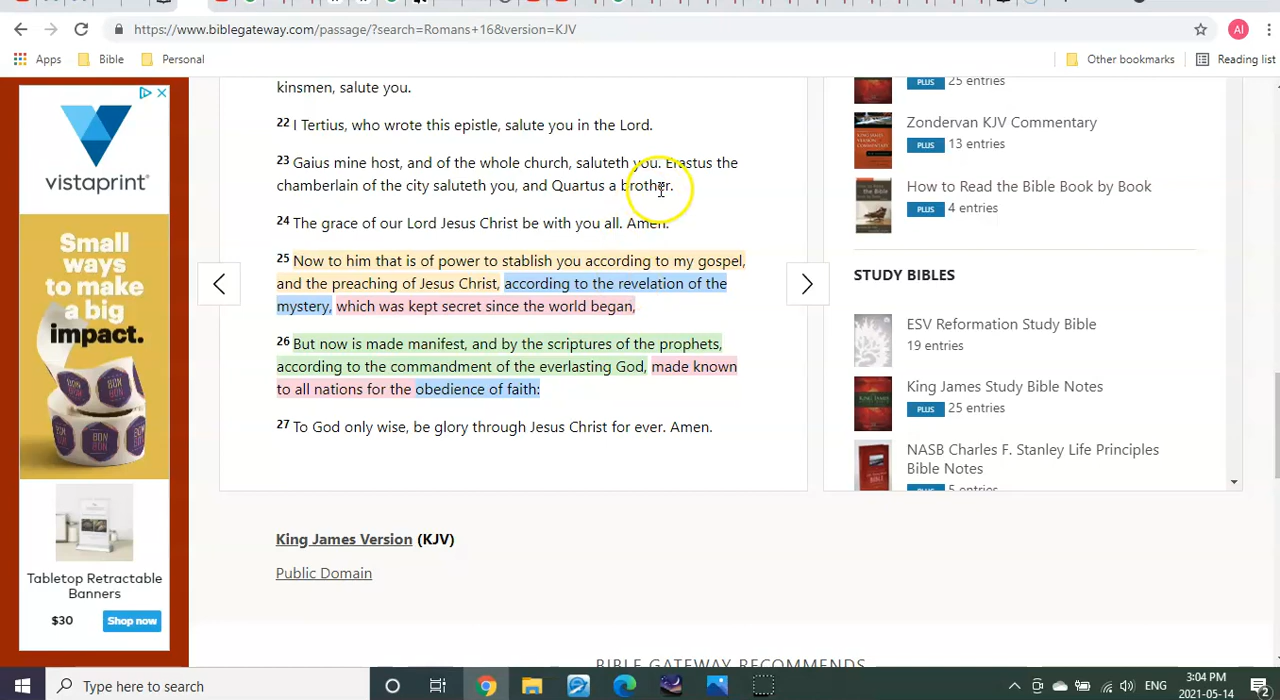 https://www.biblegateway.com/passage/?search=Romans+16&version=KJV
AI
Apps
Bible
Personal
Other bookmarks
Reading list
vistaprint®
Small
ways
to make
a big
impact.
BON
BON
Tabletop Retractable
Banners
$30
Shop now
kinsmen, salute you.
22 I Tertius, who wrote this epistle, salute you in the Lord.
23 Gaius mine host, and of the whole church, saluteth you. Erastus the
chamberlain of the city saluteth you, and Quartus a brother.
24 The grace of our Lord Jesus Christ be with you all. Amen.
25 Now to him that is of power to stablish you according to my gospel,
and the preaching of Jesus Christ, according to the revelation of the
mystery, which was kept secret since the world began,
26 But now is made manifest, and by the scriptures of the prophets,
according to the commandment of the everlasting God, made known
to all nations for the obedience of faith:
27 To God only wise, be glory through Jesus Christ for ever. Amen.
King James Version (KJV)
Public Domain
PLUS 25 entries
Zondervan KJV Commentary
PLUS 13 entries
How to Read the Bible Book by Book
PLUS 4 entries
STUDY BIBLES
ESV Reformation Study Bible
19 entries
King James Study Bible Notes
PLUS 25 entries
NASB Charles F. Stanley Life Principles
Bible Notes
PLUS 5 entries
BIBLE GATEWAY RECOMMENDS
Type here to search
ENG
3:04 PM
2021-05-14
2